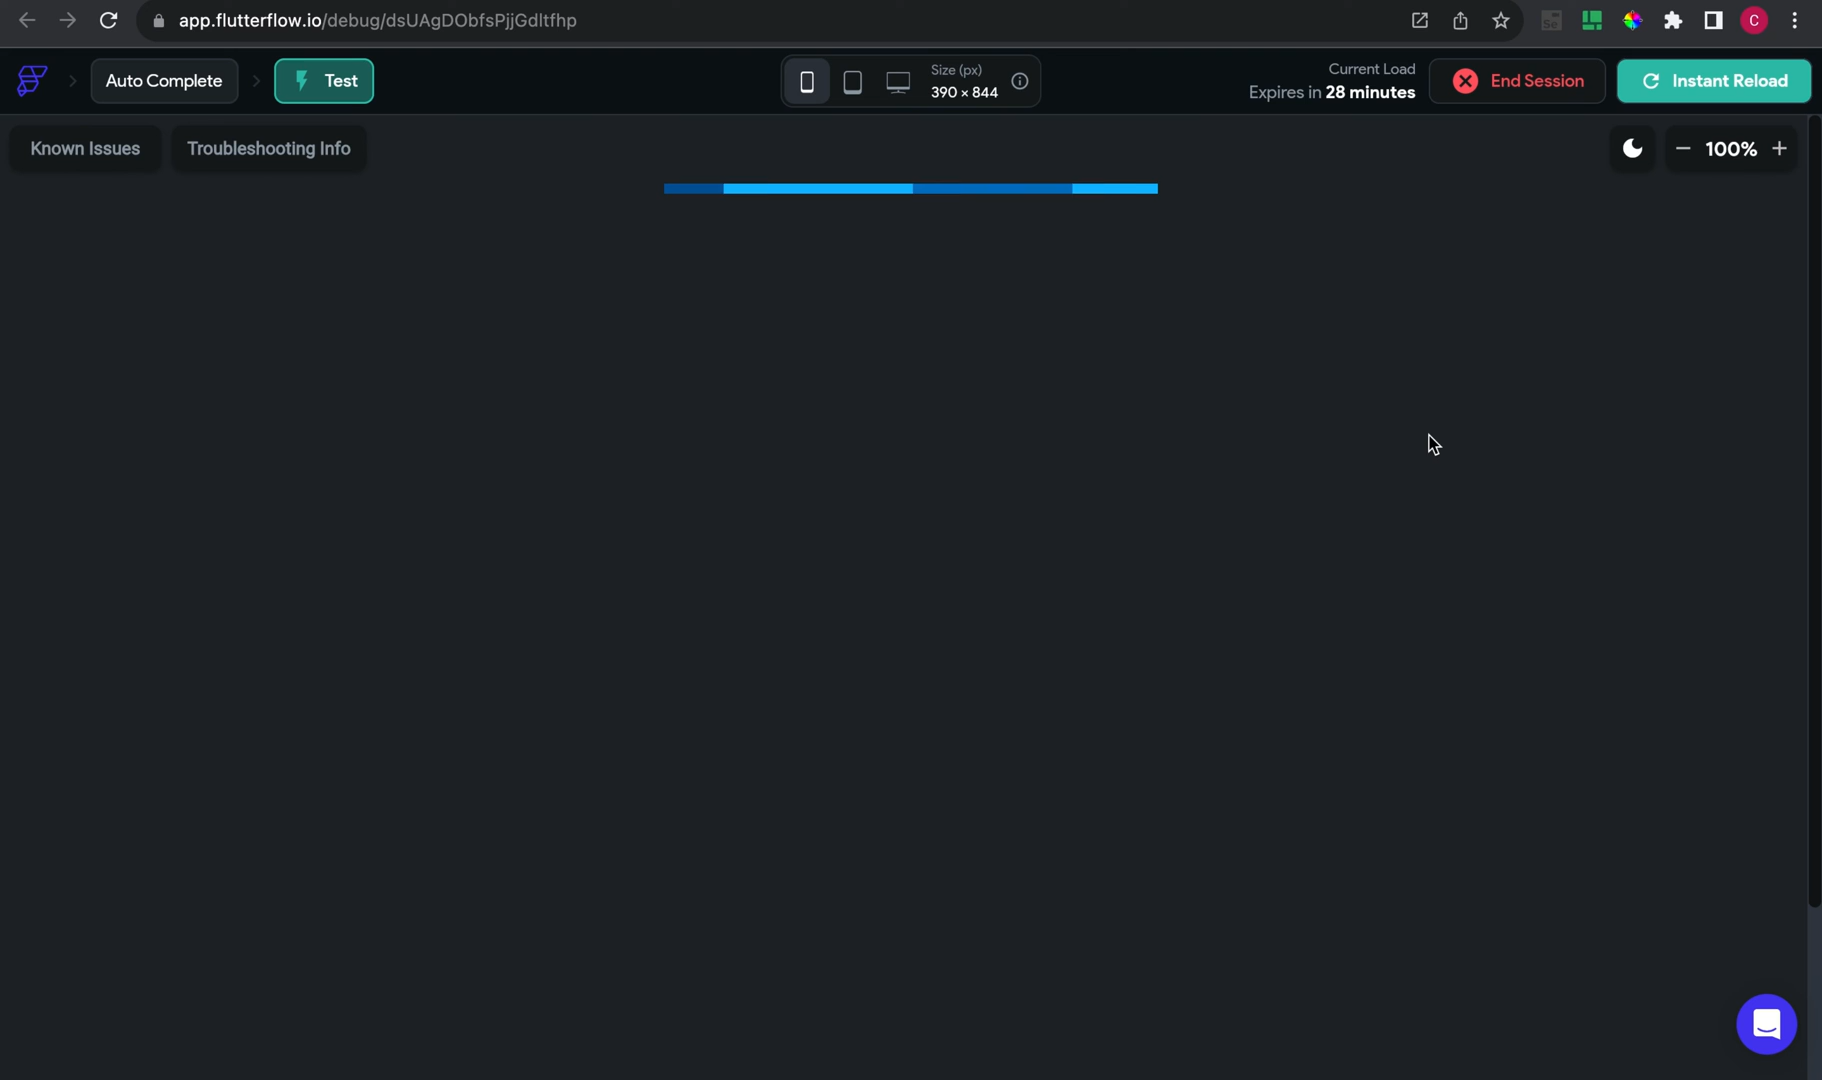 app.flutterflow.io/debug/dsUAgDObfsPjjGdltfhp
Se
C
Auto Complete
Test
Size (px)
390 × 844
Current Load
Expires in 28 minutes
End Session
Instant Reload
Known Issues
Troubleshooting Info
100%